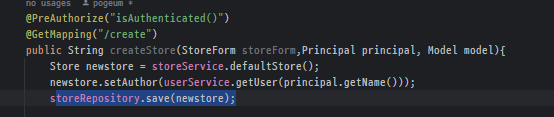 no usages    pogeum *
@PreAuthorize("isAuthenticated()")
@GetMapping("/create")
public String createStore(StoreForm storeForm,Principal principal, Model model){
Store newstore = storeService.defaultStore();
newstore.setAuthor(userService.getUser(principal.getName()));
storeRepository.save(newstore);